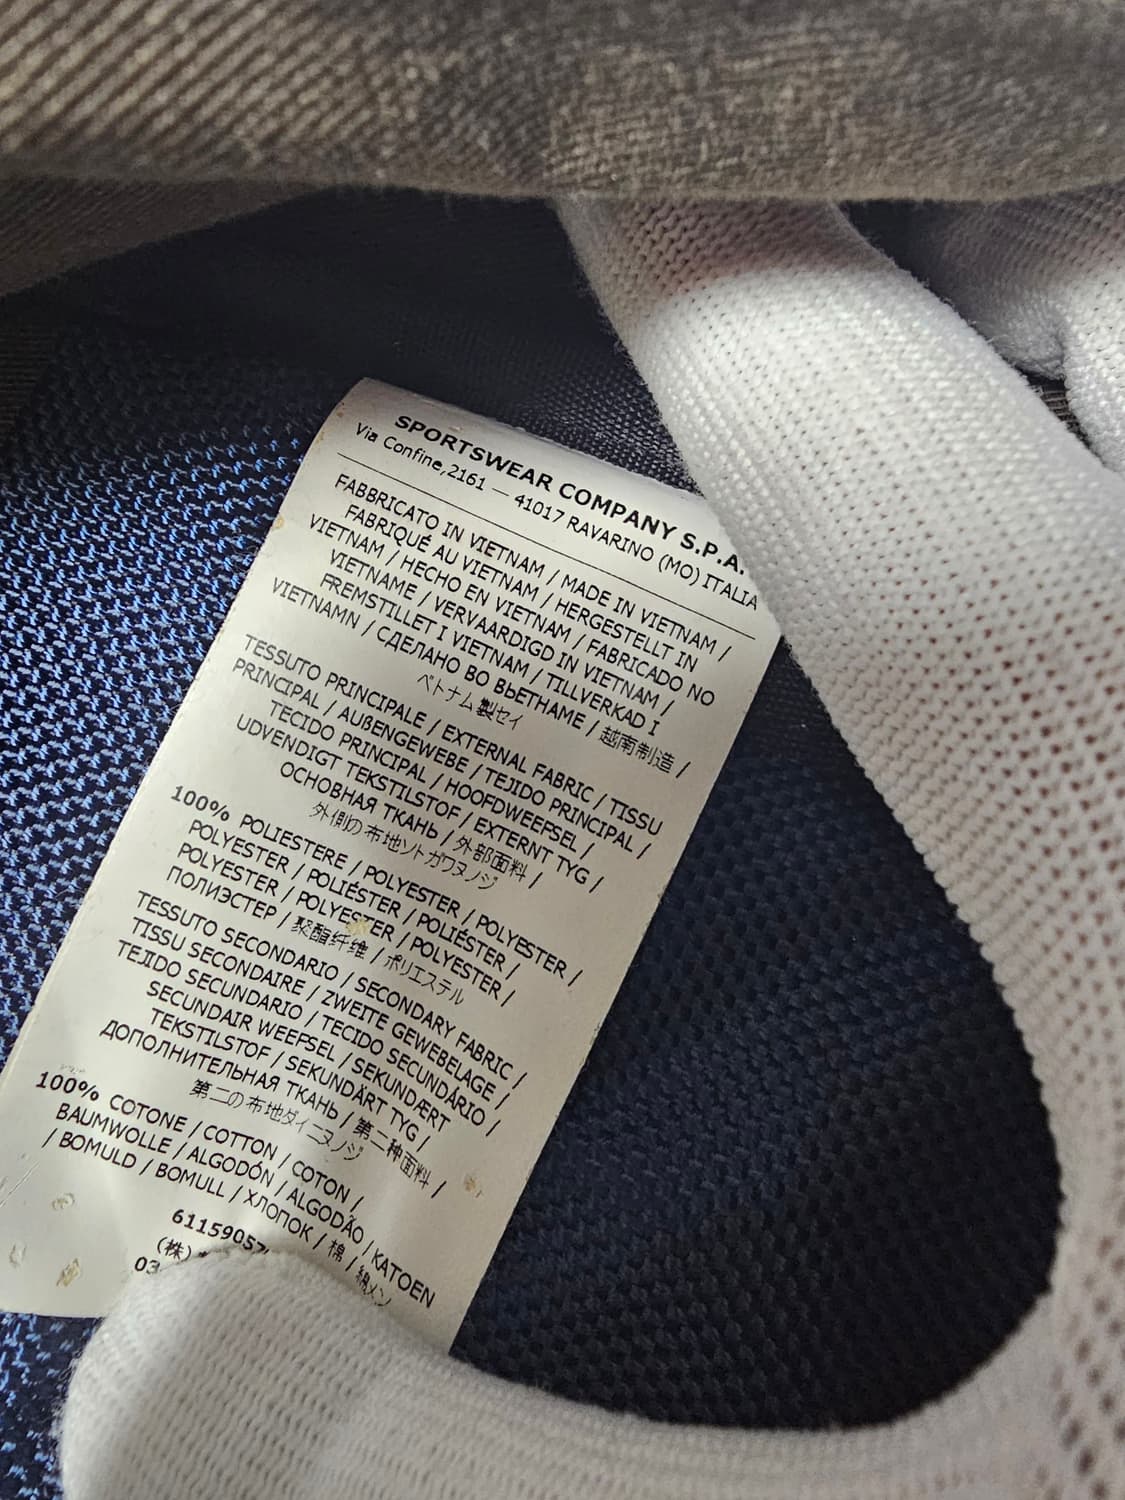 SPORTSWEAR COMPANY S.P.A.
Via Confine,2161 — 41017 RAVARINO (MO) ITALIA
FABBRICATO IN VIETNAM / MADE IN VIETNAM /
FABRIQUÉ AU VIETNAM / HERGESTELLT IN
VIETNAM / HECHO EN VIETNAM / FABRICADO NO
VIETNAME / VERVAARDIGD IN VIETNAM /
FREMSTILLET I VIETNAM / TILLVERKAD I
VIETNAMN / СДЕЛАНО ВО ВЬЕТНАМЕ / 越南制造 /
ベトナム製セイ
TESSUTO PRINCIPALE / EXTERNAL FABRIC / TISSU
PRINCIPAL / AUßENGEWEBE / TEJIDO PRINCIPAL /
TECIDO PRINCIPAL / HOOFDWEEFSEL /
UDVENDIGT TEKSTILSTOF / EXTERNT TYG /
ОСНОВНАЯ ТКАНЬ / 外部面料 /
外側の布地ソトガワヌノジ
100% POLIESTERE / POLYESTER / POLYESTER /
POLYESTER / POLIÉSTER / POLIÉSTER /
POLYESTER / POLYESTER / POLYESTER /
ПОЛИЭСТЕР / 聚酯纤维 / ポリエステル
TESSUTO SECONDARIO / SECONDARY FABRIC /
TISSU SECONDAIRE / ZWEITE GEWEBELAGE /
TEJIDO SECUNDARIO / TECIDO SECUNDÁRIO /
SECUNDAIR WEEFSEL / SEKUNDÆRT
TEKSTILSTOF / SEKUNDÄRT TYG /
ДОПОЛНИТЕЛЬНАЯ ТКАНЬ / 第二种面料 /
第二の布地ダイニヌノジ
100% COTONE / COTTON / COTON /
BAUMWOLLE / ALGODÓN / ALGODÃO / KATOEN
/ BOMULD / BOMULL / ХЛОПОК / 棉 / 綿メン
61159057
(株)
03